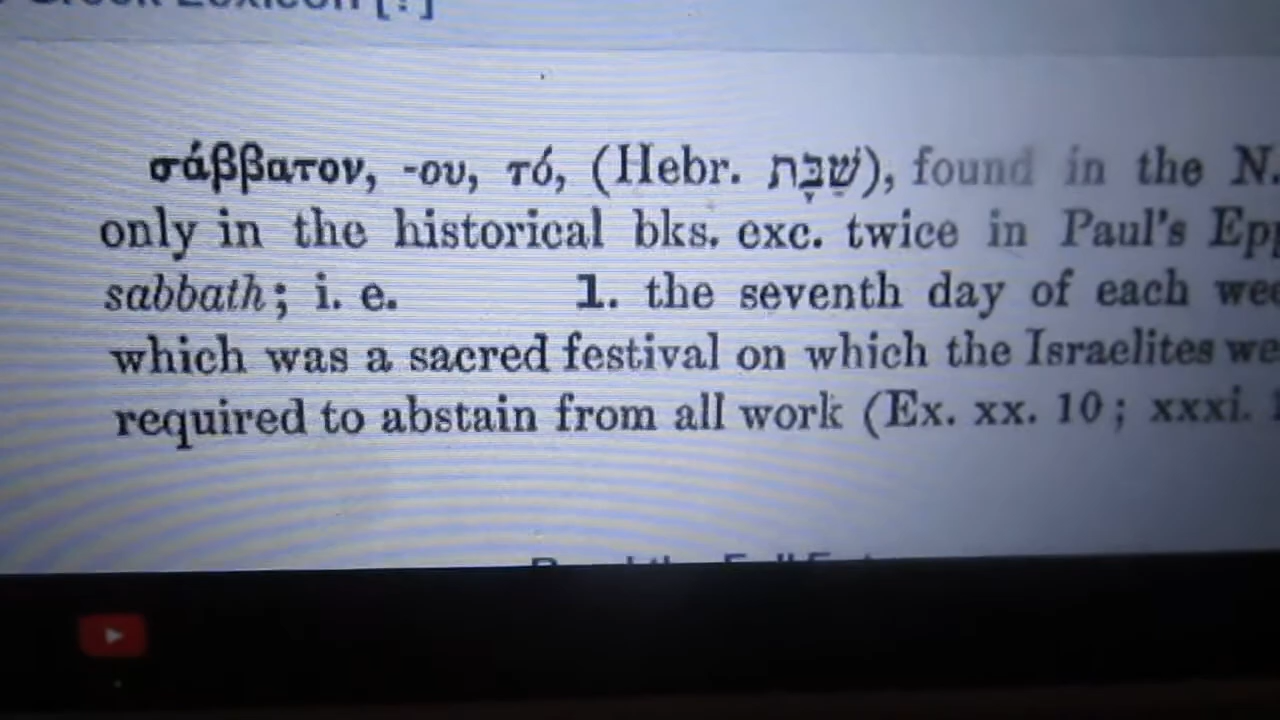 Lexicon [?]
σάββατον, -ου, τό, (Hebr. שַׁבָּת), found in the N.
only in the historical bks. exc. twice in Paul's
sabbath; i. e. 1. the seventh day of each
which was a sacred festival on which the Israelites
required to abstain from all work (Ex. xx. 10; xxxi.